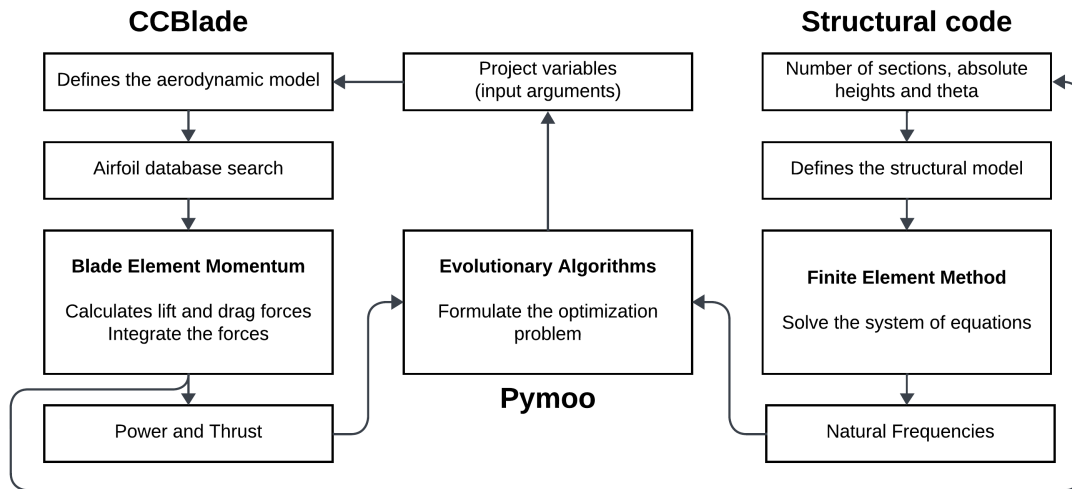 CCBlade
Defines the aerodynamic model
Airfoil database search
Blade Element Momentum
Calculates lift and drag forces
Integrate the forces
Power and Thrust
Project variables
(input arguments)
Evolutionary Algorithms
Formulate the optimization
problem
Pymoo
Structural code
Number of sections, absolute
heights and theta
Defines the structural model
Finite Element Method
Solve the system of equations
Natural Frequencies